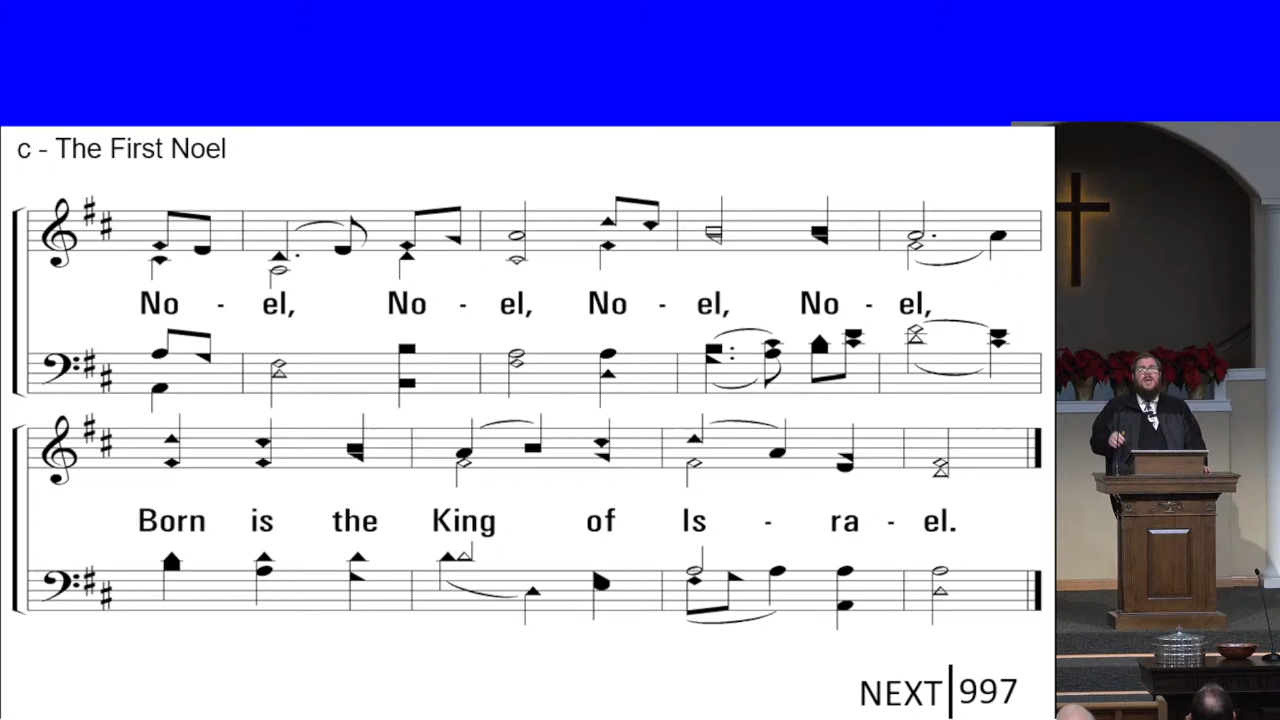 c - The First Noel
No - el, No - el, No - el, No - el,
Born is the King of Is - ra - el.
NEXT 997